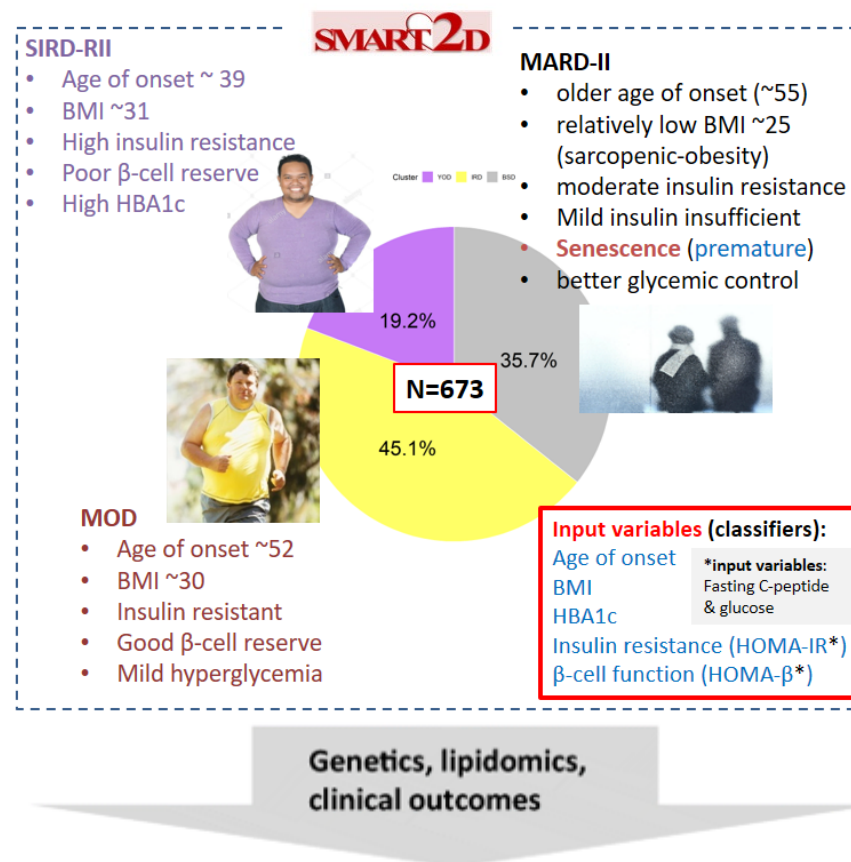 SMART2D
SIRD-RII
• Age of onset ~ 39
• BMI ~31
• High insulin resistance
• Poor β-cell reserve
• High HBA1c
MARD-II
• older age of onset (~55)
• relatively low BMI ~25
(sarcopenic-obesity)
• moderate insulin resistance
• Mild insulin insufficient
• Senescence (premature)
• better glycemic control
Cluster YOD IRD BSD
19.2%
35.7%
N=673
45.1%
MOD
• Age of onset ~52
• BMI ~30
• Insulin resistant
• Good β-cell reserve
• Mild hyperglycemia
Input variables (classifiers):
Age of onset
BMI
HBA1c
Insulin resistance (HOMA-IR*)
β-cell function (HOMA-β*)
*input variables:
Fasting C-peptide
& glucose
Genetics, lipidomics,
clinical outcomes